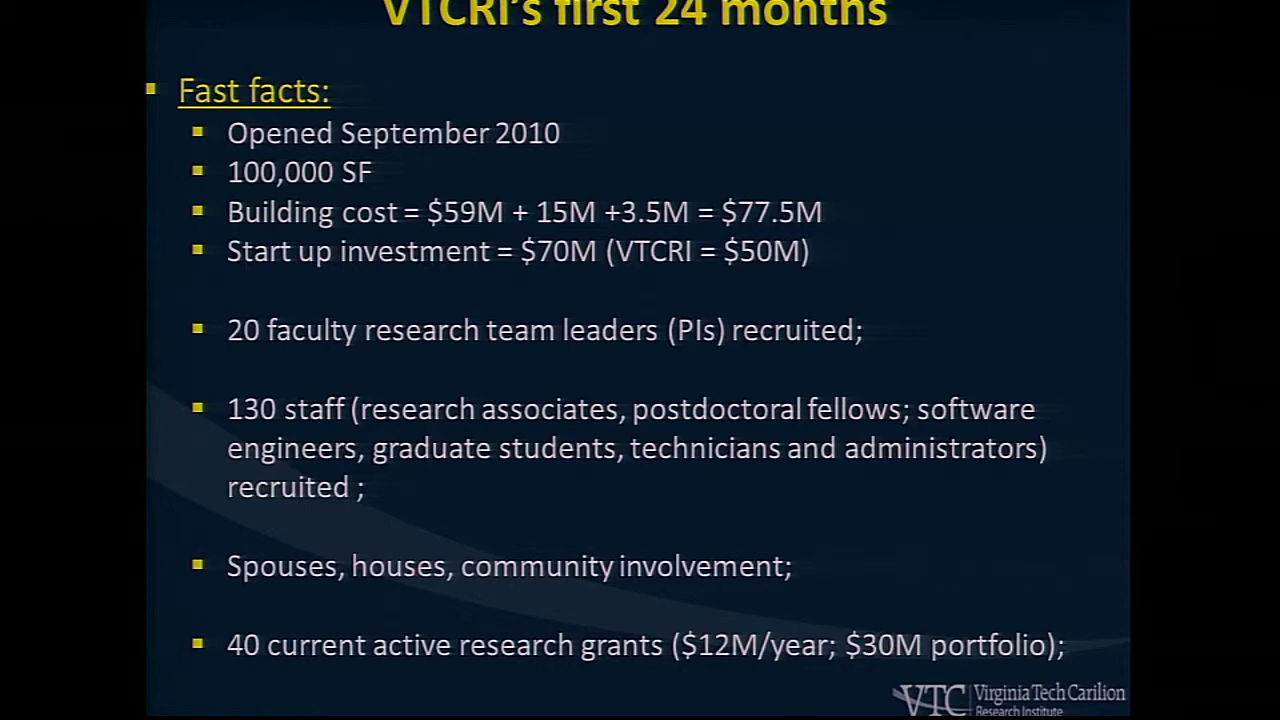 VTCRI's first 24 months
Fast facts:
Opened September 2010
100,000 SF
Building cost = $59M + 15M +3.5M = $77.5M
Start up investment = $70M (VTCRI = $50M)
20 faculty research team leaders (PIs) recruited;
130 staff (research associates, postdoctoral fellows; software
engineers, graduate students, technicians and administrators)
recruited ;
Spouses, houses, community involvement;
40 current active research grants ($12M/year; $30M portfolio);
VTC Virginia Tech Carilion
Research Institute